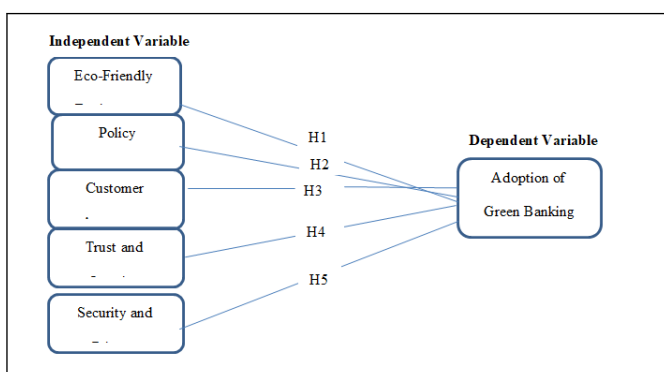 Independent Variable
Eco-Friendly
Policy
Customer
Trust and
Security and
H1
H2
H3
H4
H5
Dependent Variable
Adoption of
Green Banking